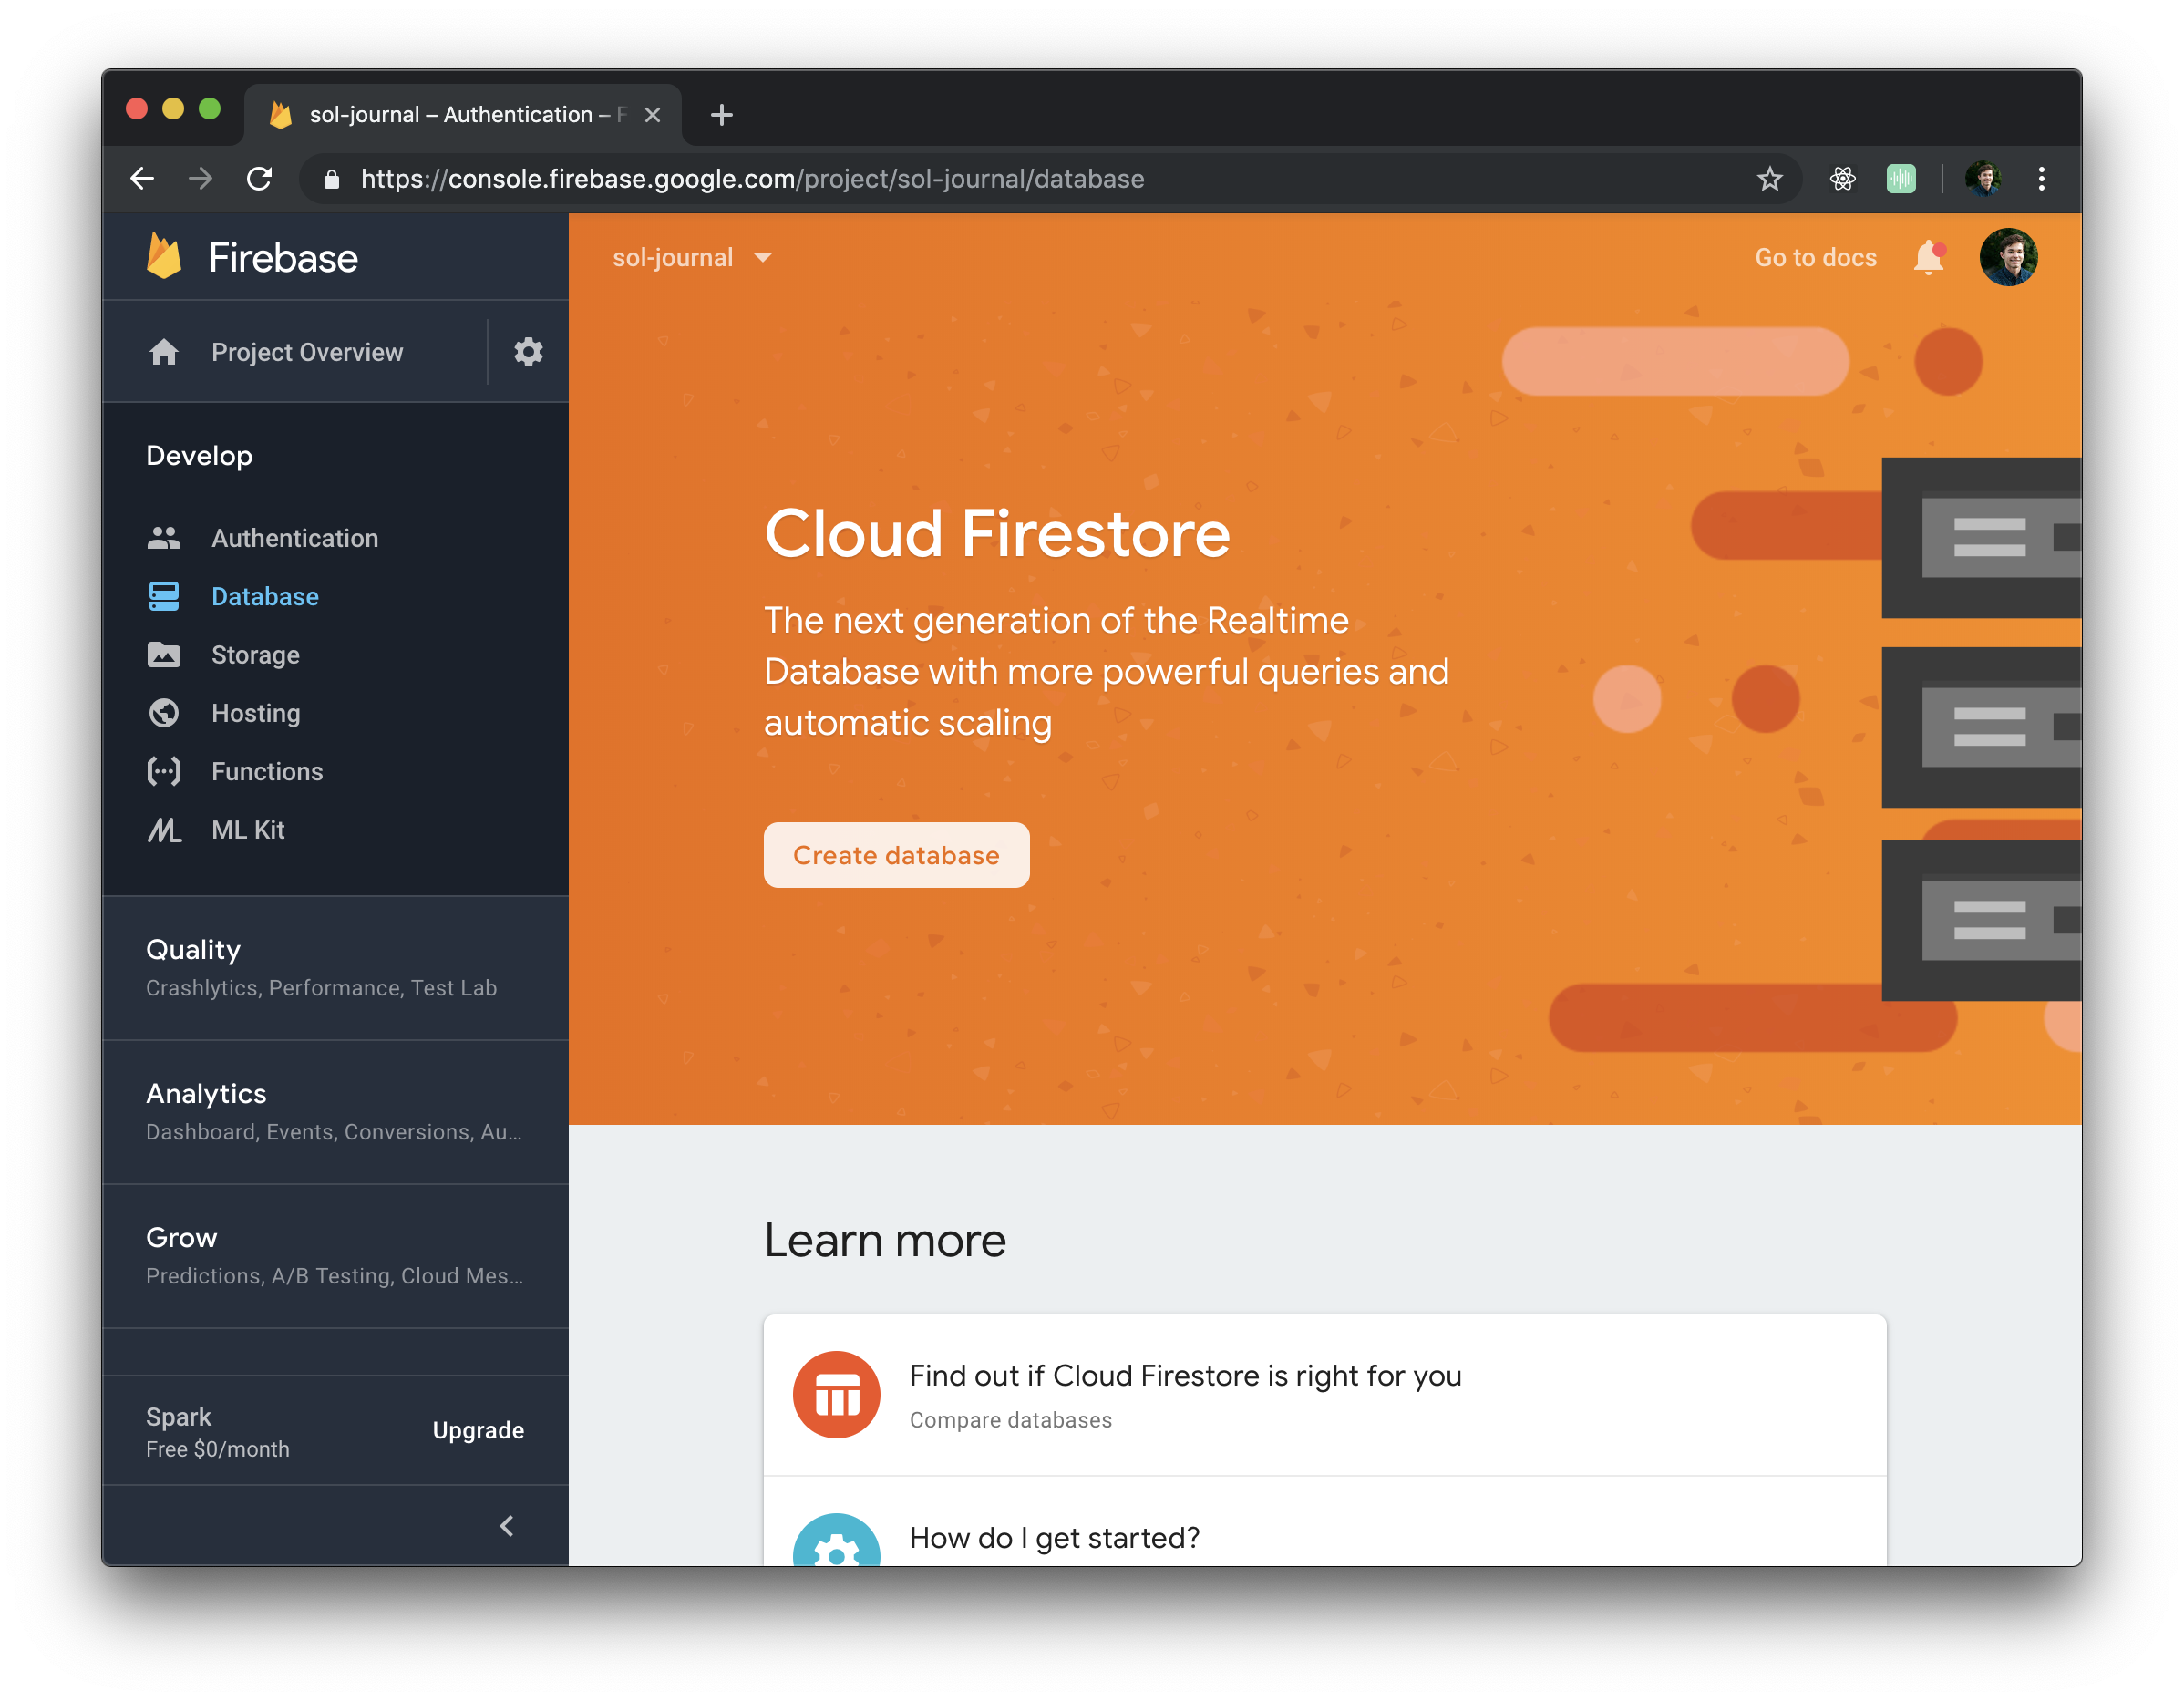 sol-journal – Authentication – F
https://console.firebase.google.com/project/sol-journal/database
Firebase
sol-journal
Go to docs
Project Overview
Develop
Authentication
Database
Storage
Hosting
Functions
ML Kit
Quality
Crashlytics, Performance, Test Lab
Analytics
Dashboard, Events, Conversions, Au...
Grow
Predictions, A/B Testing, Cloud Mes...
Spark
Free $0/month
Upgrade
Cloud Firestore
The next generation of the Realtime
Database with more powerful queries and
automatic scaling
Create database
Learn more
Find out if Cloud Firestore is right for you
Compare databases
How do I get started?